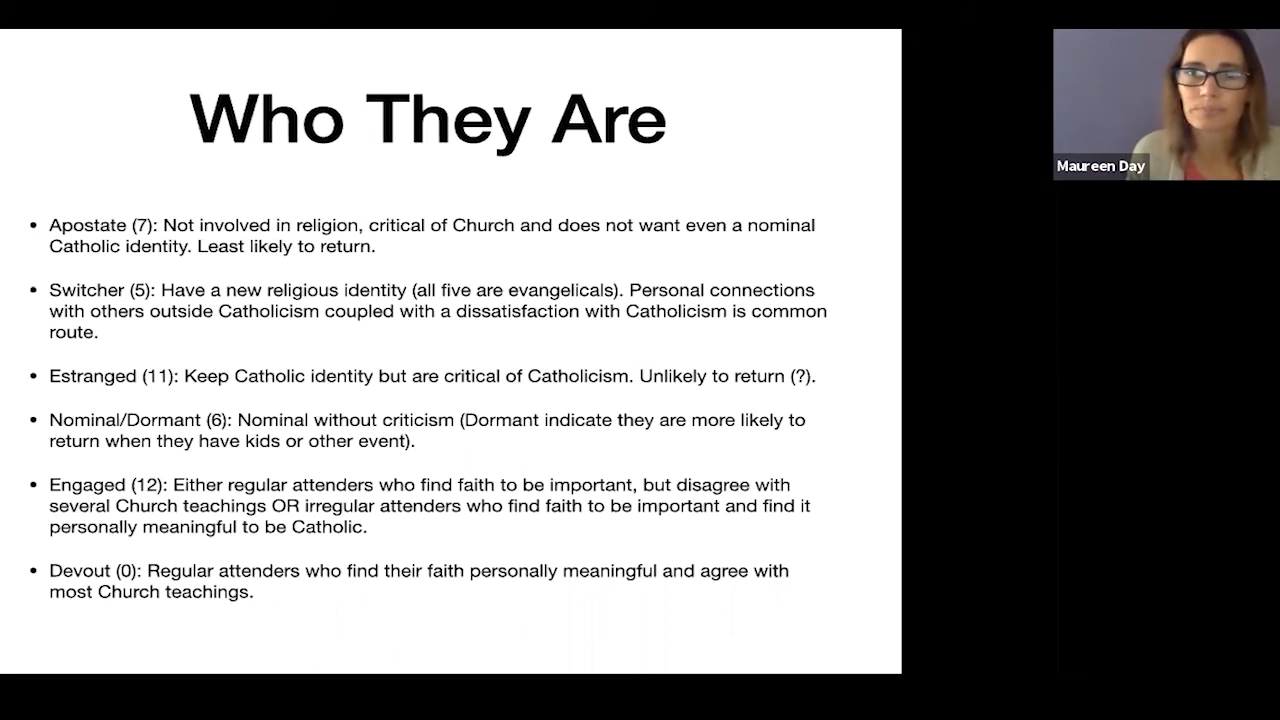 Who They Are
• Apostate (7): Not involved in religion, critical of Church and does not want even a nominal
Catholic identity. Least likely to return.
• Switcher (5): Have a new religious identity (all five are evangelicals). Personal connections
with others outside Catholicism coupled with a dissatisfaction with Catholicism is common
route.
• Estranged (11): Keep Catholic identity but are critical of Catholicism. Unlikely to return (?).
• Nominal/Dormant (6): Nominal without criticism (Dormant indicate they are more likely to
return when they have kids or other event).
• Engaged (12): Either regular attenders who find faith to be important, but disagree with
several Church teachings OR irregular attenders who find faith to be important and find it
personally meaningful to be Catholic.
• Devout (0): Regular attenders who find their faith personally meaningful and agree with
most Church teachings.
Maureen Day